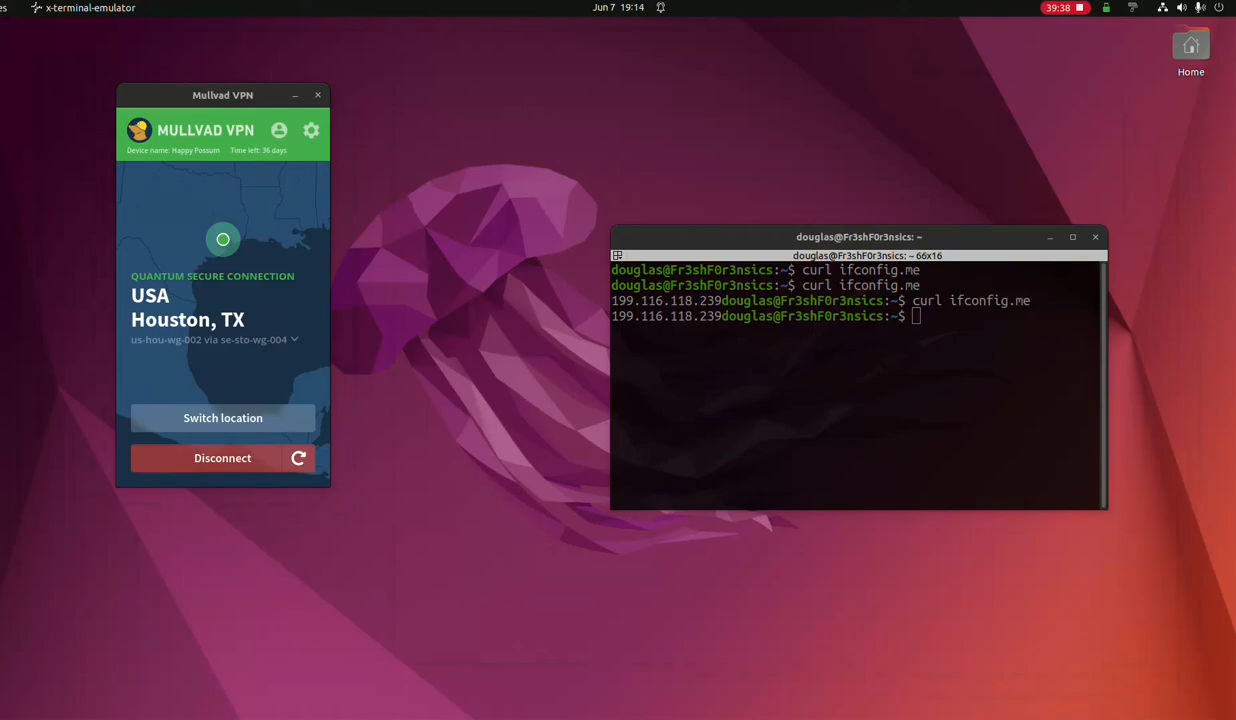 es
x-terminal-emulator
Jun 7 19:14
39:38
Home
Mullvad VPN
MULLVAD VPN
Device name: Happy Possum Time left: 36 days
QUANTUM SECURE CONNECTION
USA
Houston, TX
us-hou-wg-002 via se-sto-wg-004
Switch location
Disconnect
douglas@Fr3shF0r3nsics: ~
douglas@Fr3shF0r3nsics: ~ 66x16
douglas@Fr3shF0r3nsics:~$ curl ifconfig.me
douglas@Fr3shF0r3nsics:~$ curl ifconfig.me
199.116.118.239douglas@Fr3shF0r3nsics:~$ curl ifconfig.me
199.116.118.239douglas@Fr3shF0r3nsics:~$